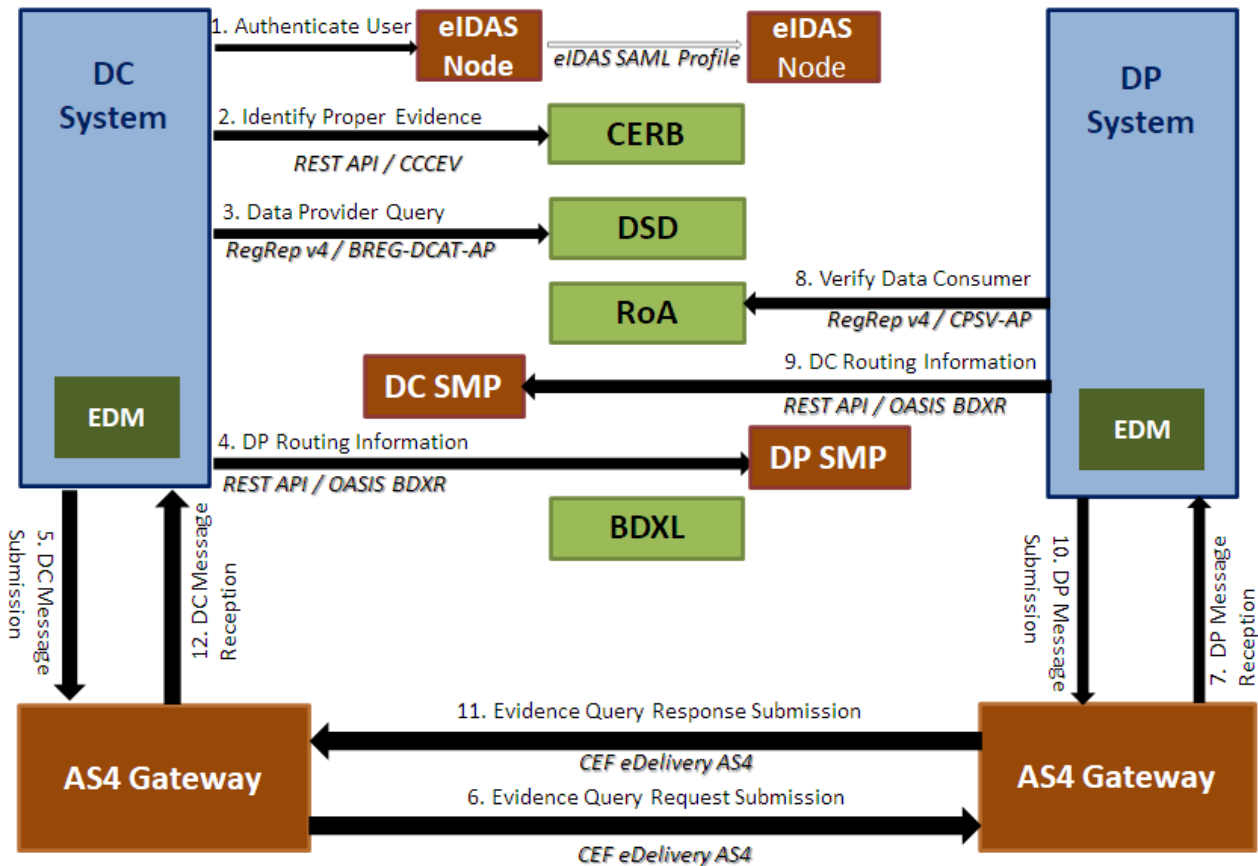 1. Authenticate User
eIDAS
Node
eIDAS SAML Profile
eIDAS
Node
DC
System
DP
System
2. Identify Proper Evidence
REST API / CCCEV
CERB
3. Data Provider Query
RegRep v4 / BREG-DCAT-AP
DSD
8. Verify Data Consumer
RegRep v4 / CPSV-AP
RoA
9. DC Routing Information
REST API / OASIS BDXR
DC SMP
EDM
EDM
4. DP Routing Information
REST API / OASIS BDXR
DP SMP
BDXL
5. DC Message
Submission
12. DC Message
Reception
10. DP Message
Submission
7. DP Message
Reception
11. Evidence Query Response Submission
CEF eDelivery AS4
AS4 Gateway
AS4 Gateway
6. Evidence Query Request Submission
CEF eDelivery AS4